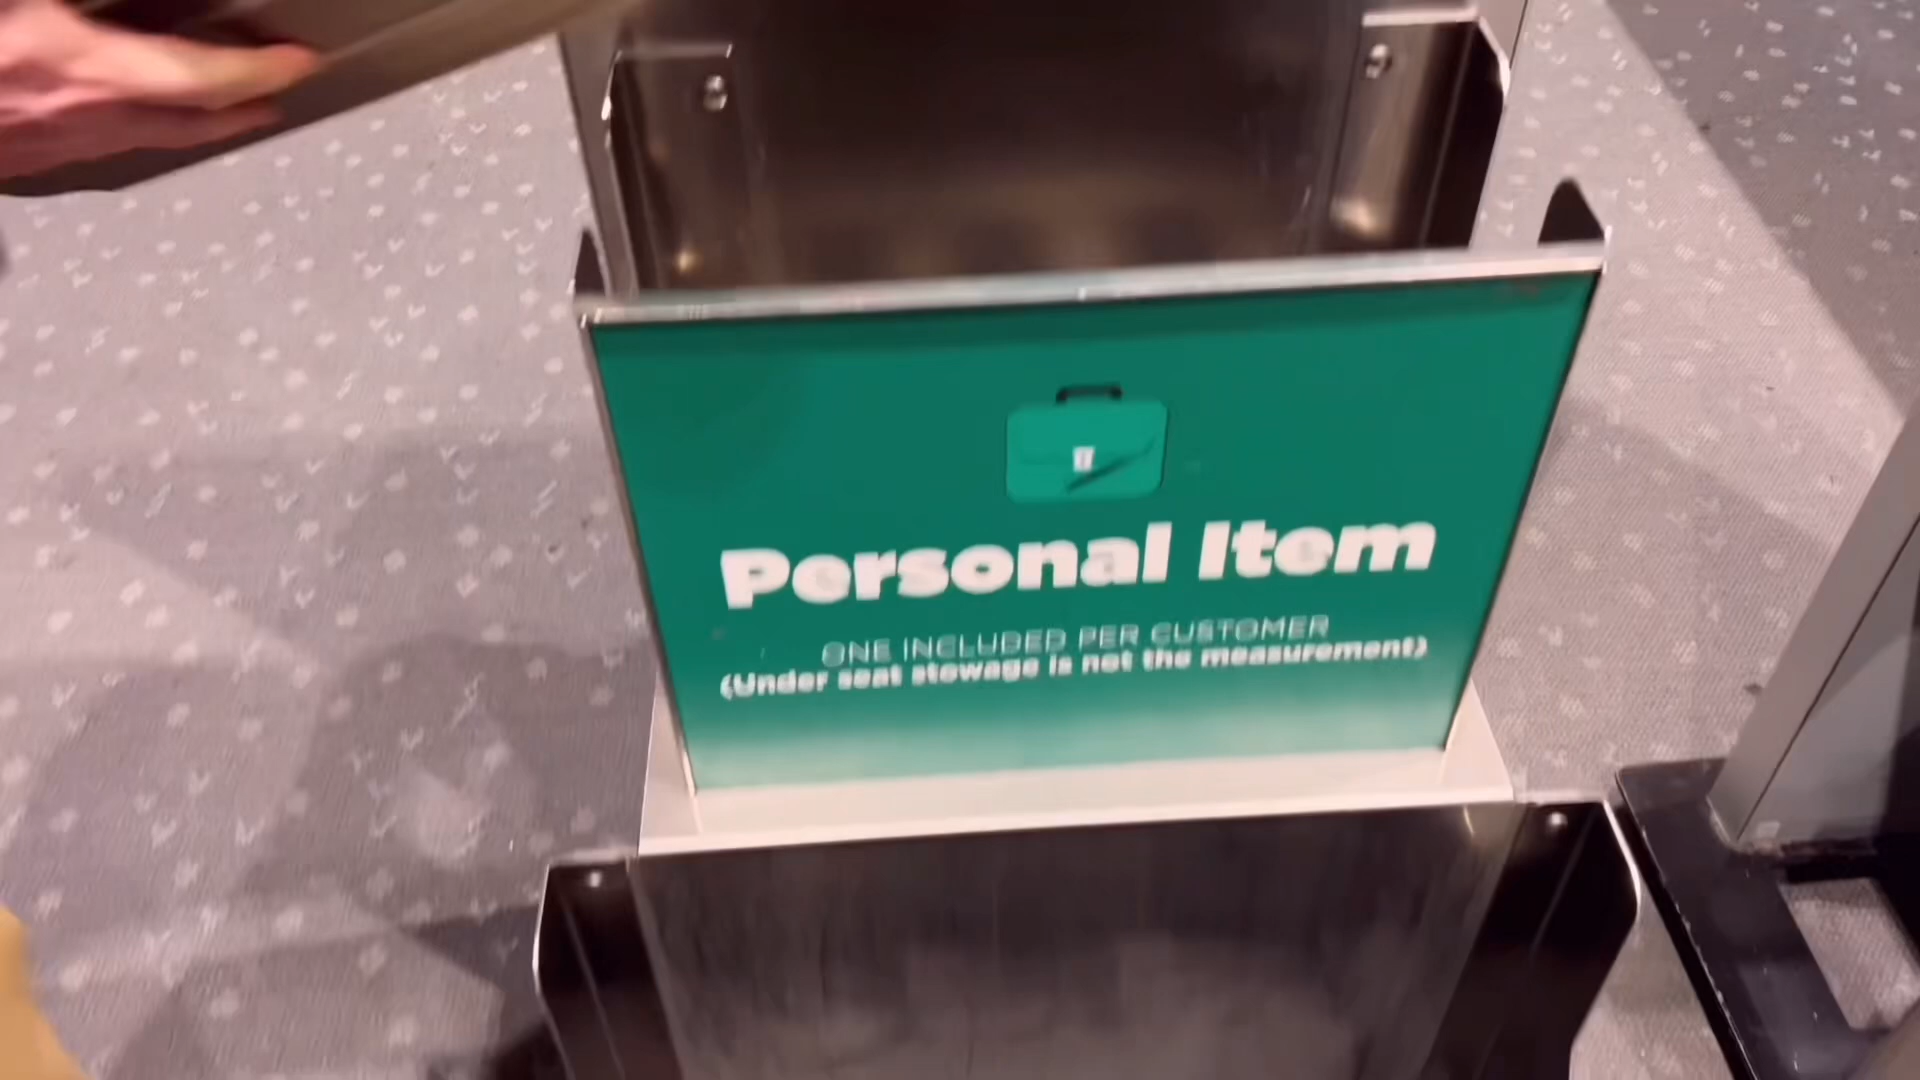 Personal Item
ONE INCLUDED PER CUSTOMER
(Under seat stowage is not the measurement)